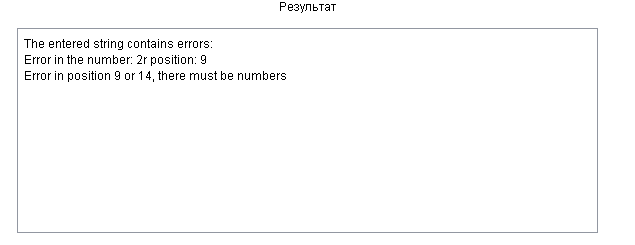 Результат
The entered string contains errors:
Error in the number: 2r position: 9
Error in position 9 or 14, there must be numbers